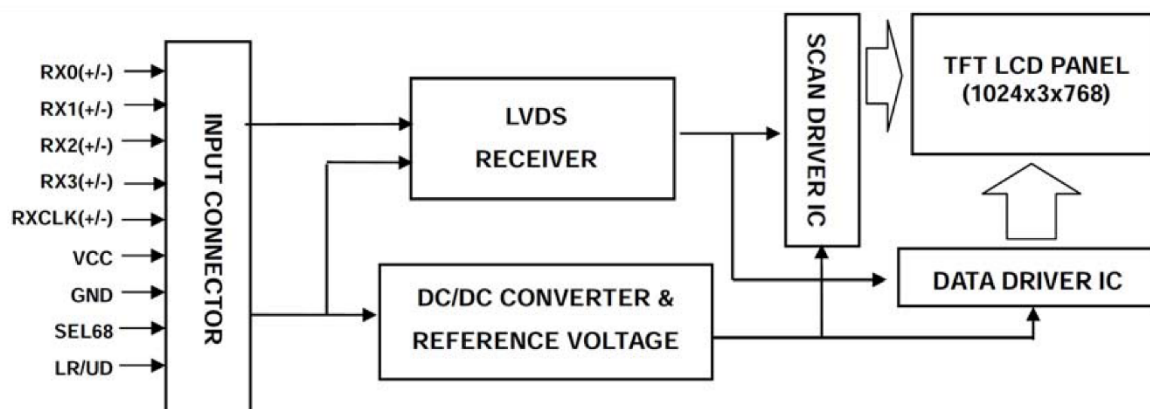 RX0(+/-)
RX1(+/-)
RX2(+/-)
RX3(+/-)
RXCLK(+/-)
VCC
GND
SEL68
LR/UD
INPUT CONNECTOR
LVDS
RECEIVER
DC/DC CONVERTER &
REFERENCE VOLTAGE
SCAN DRIVER IC
TFT LCD PANEL
(1024x3x768)
DATA DRIVER IC